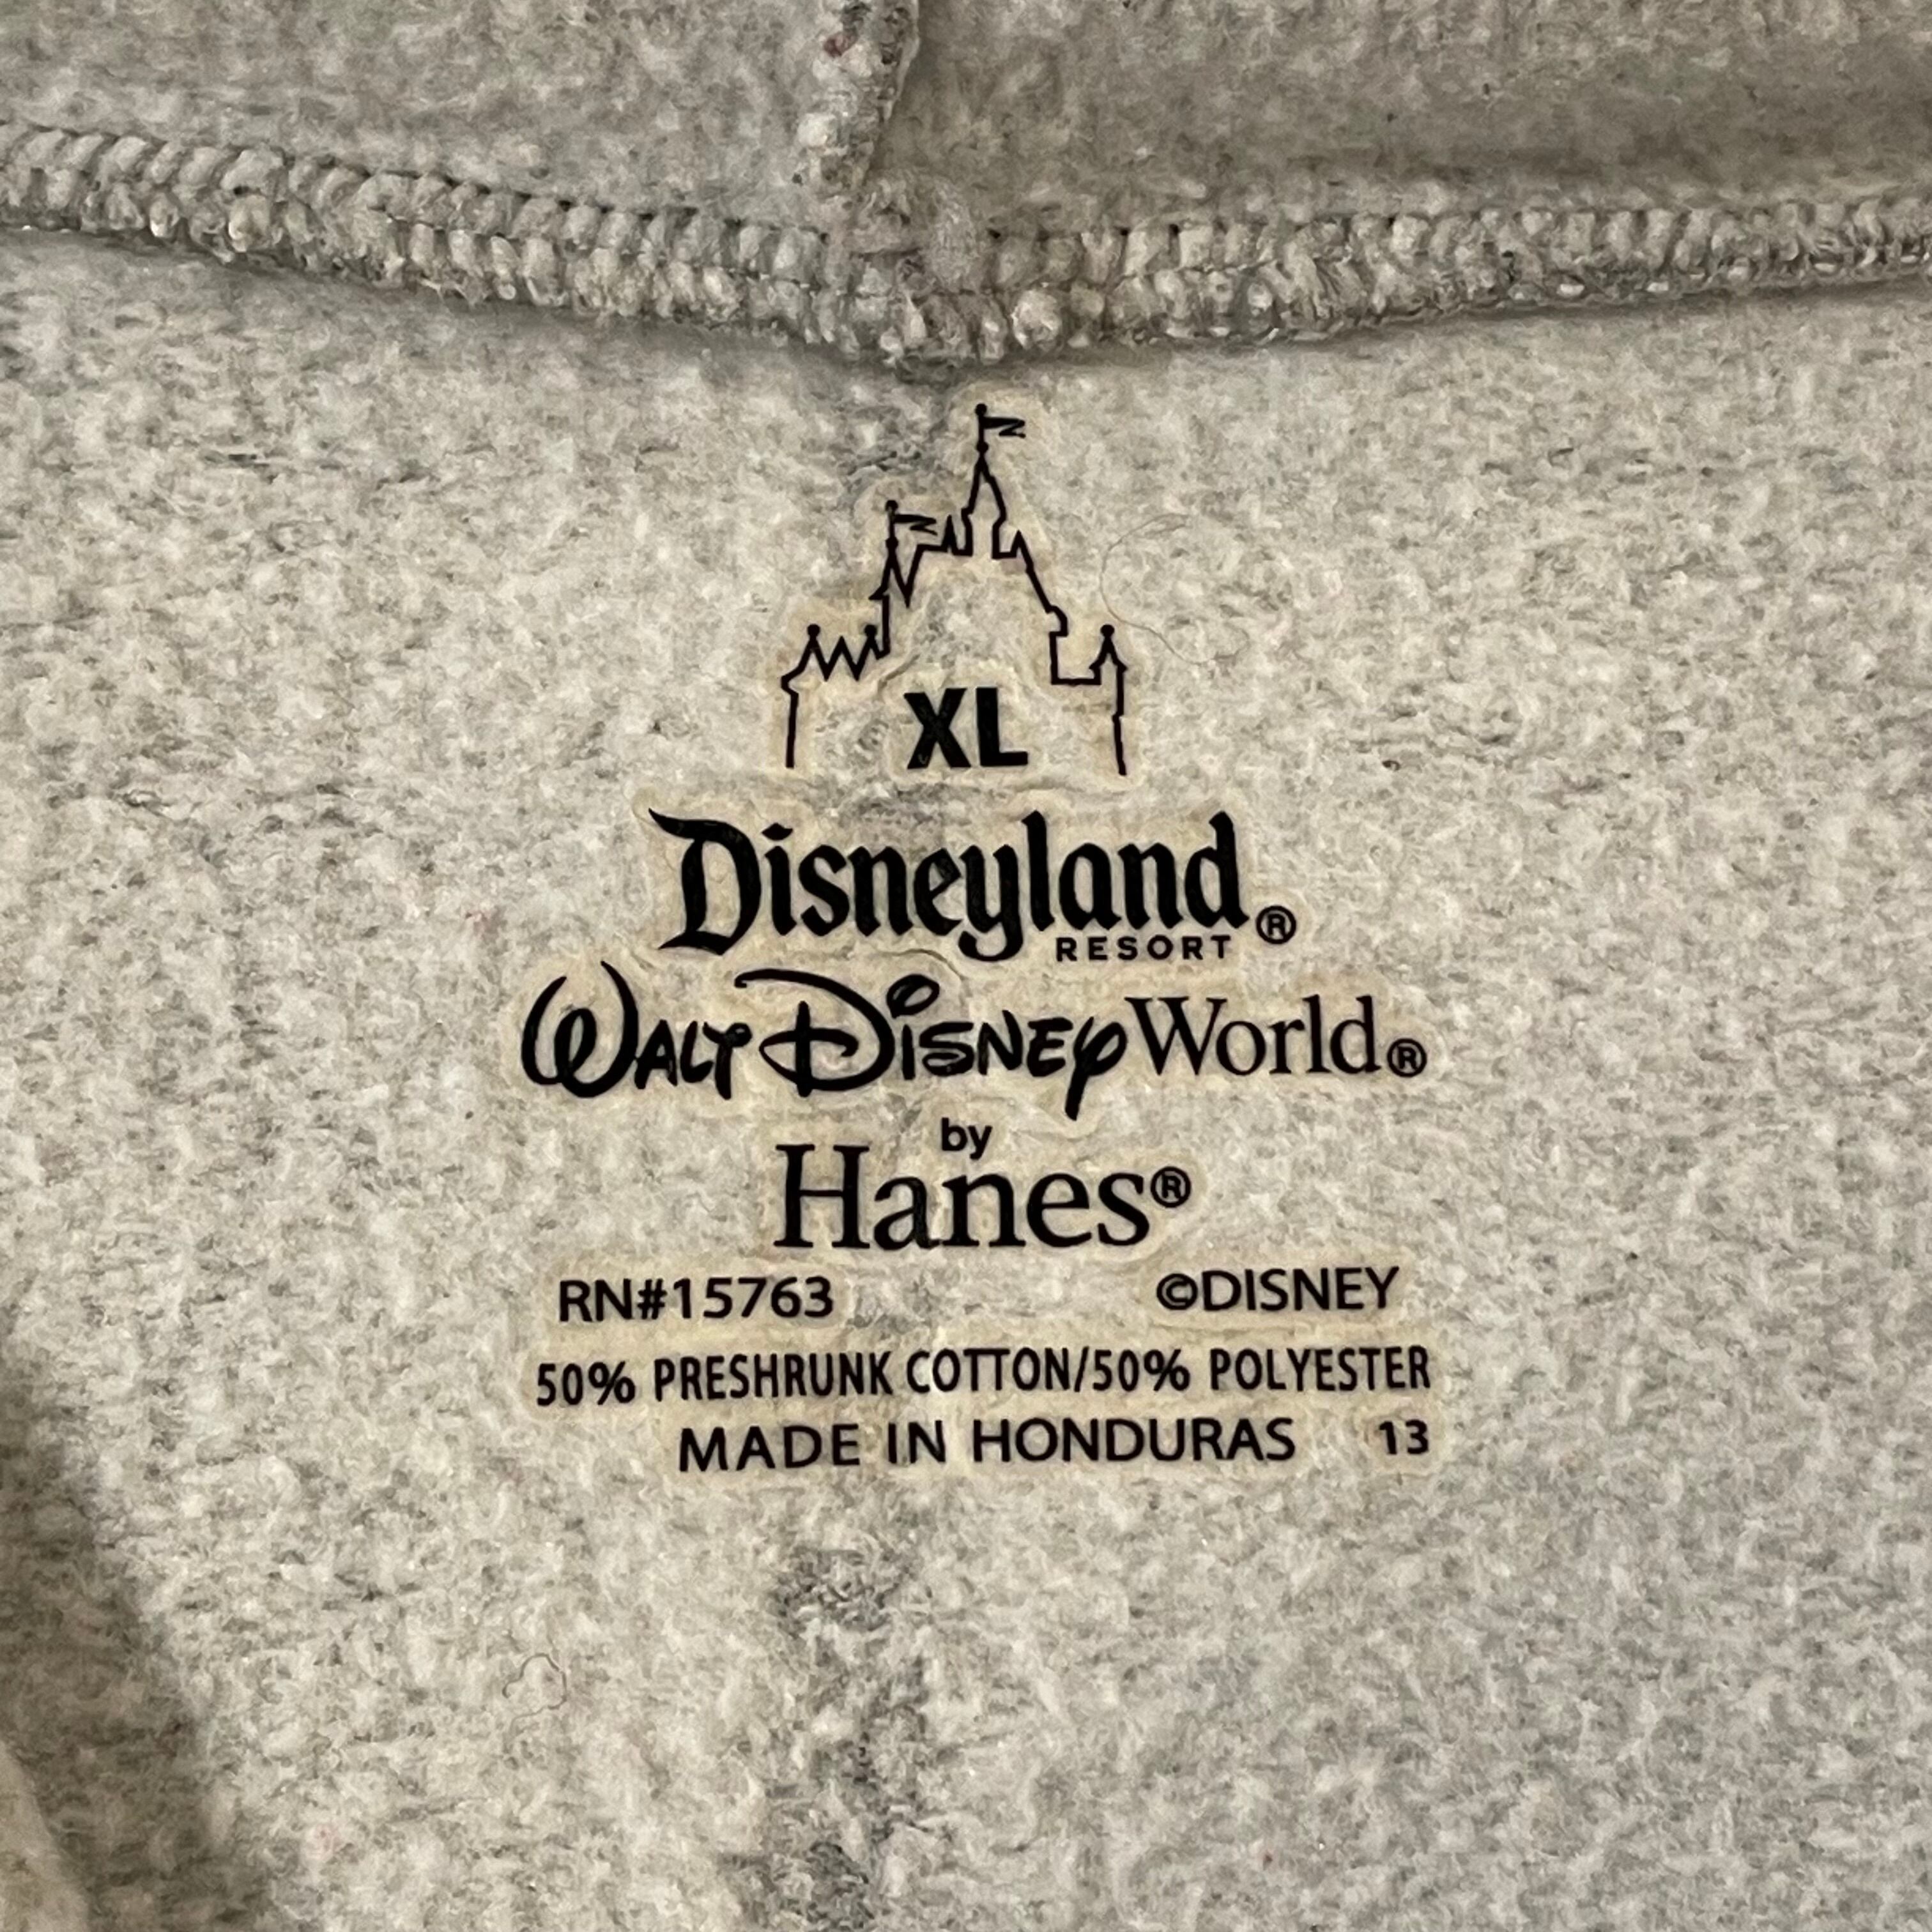 XL
Disneyland®
RESORT
WALT DISNEY World®
by
Hanes®
RN#15763 ©DISNEY
50% PRESHRUNK COTTON/50% POLYESTER
MADE IN HONDURAS 13